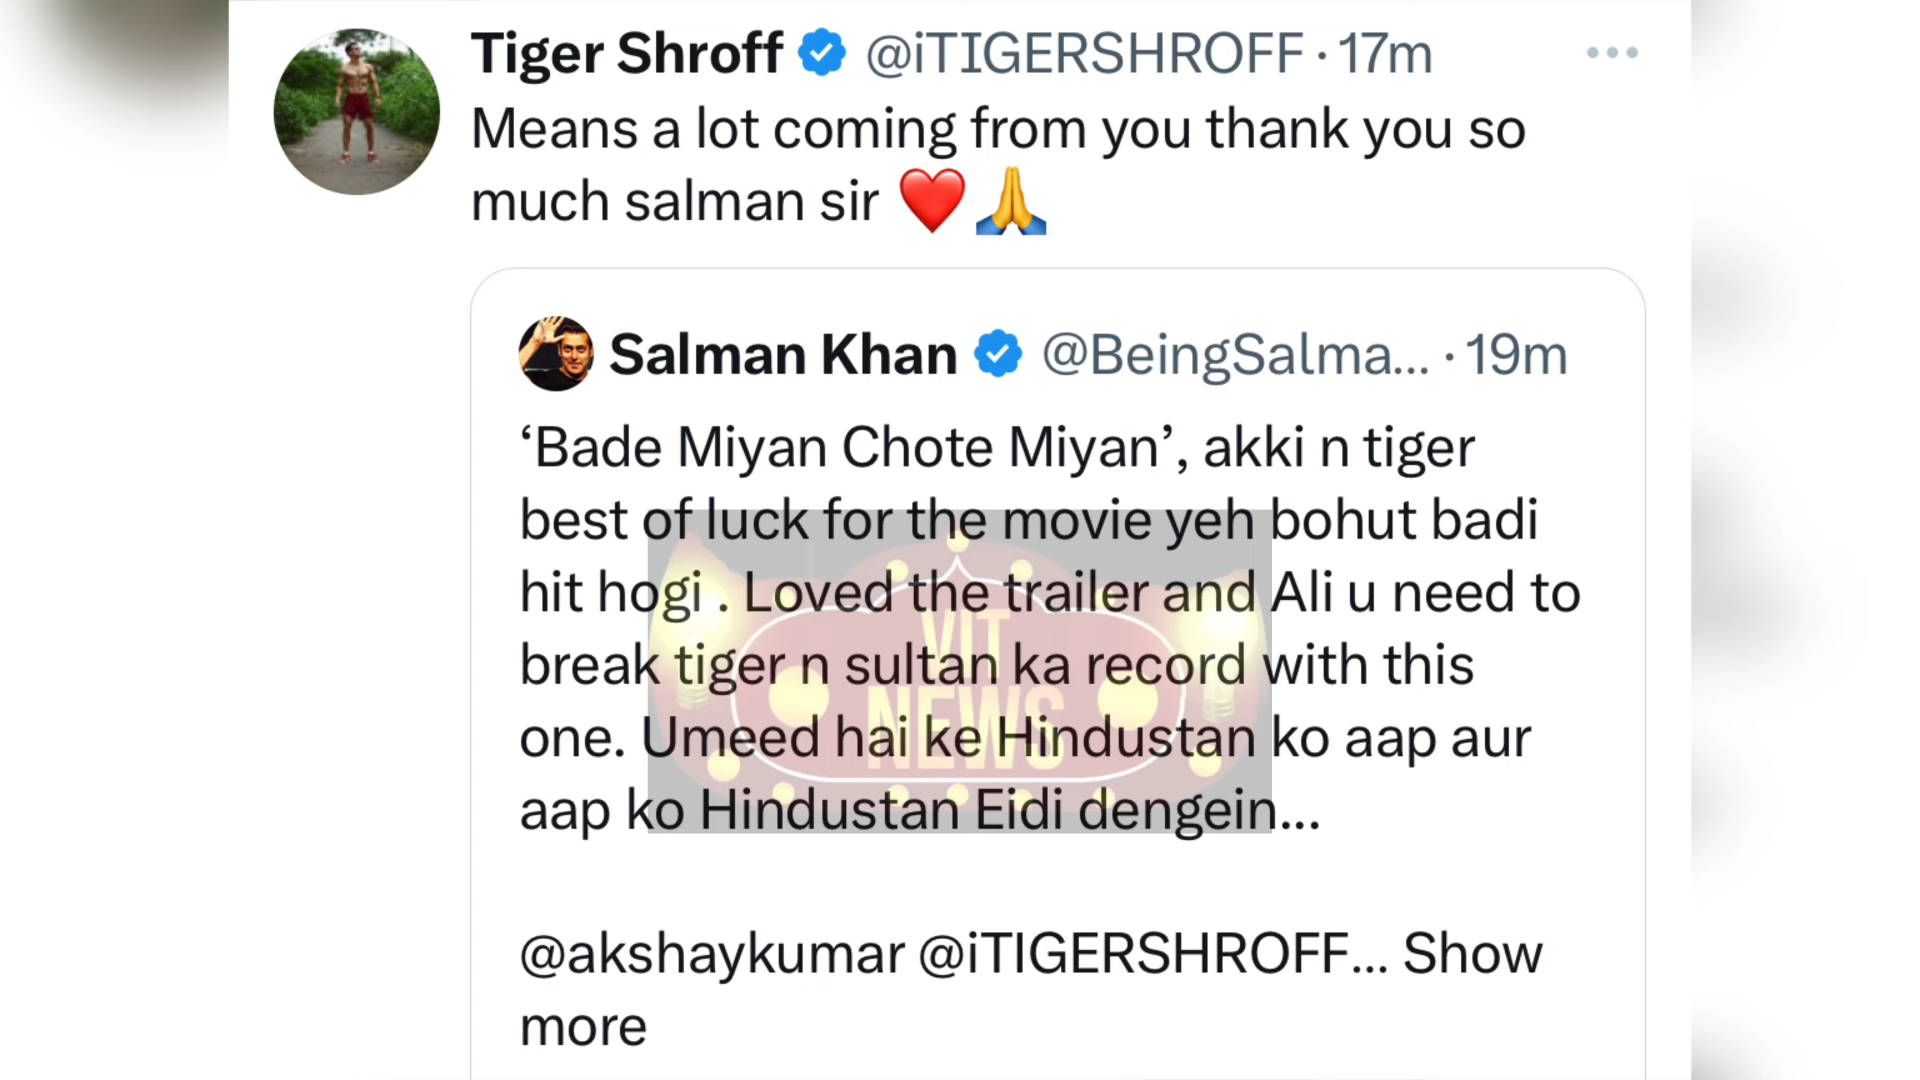 Tiger Shroff @iTIGERSHROFF · 17m
Means a lot coming from you thank you so
much salman sir ❤️🙏
Salman Khan @BeingSalma... · 19m
‘Bade Miyan Chote Miyan’, akki n tiger
best of luck for the movie yeh bohut badi
hit hogi . Loved the trailer and Ali u need to
break tiger n sultan ka record with this
one. Umeed hai ke Hindustan ko aap aur
aap ko Hindustan Eidi dengein...
@akshaykumar @iTIGERSHROFF... Show
more
VIT
NEWS